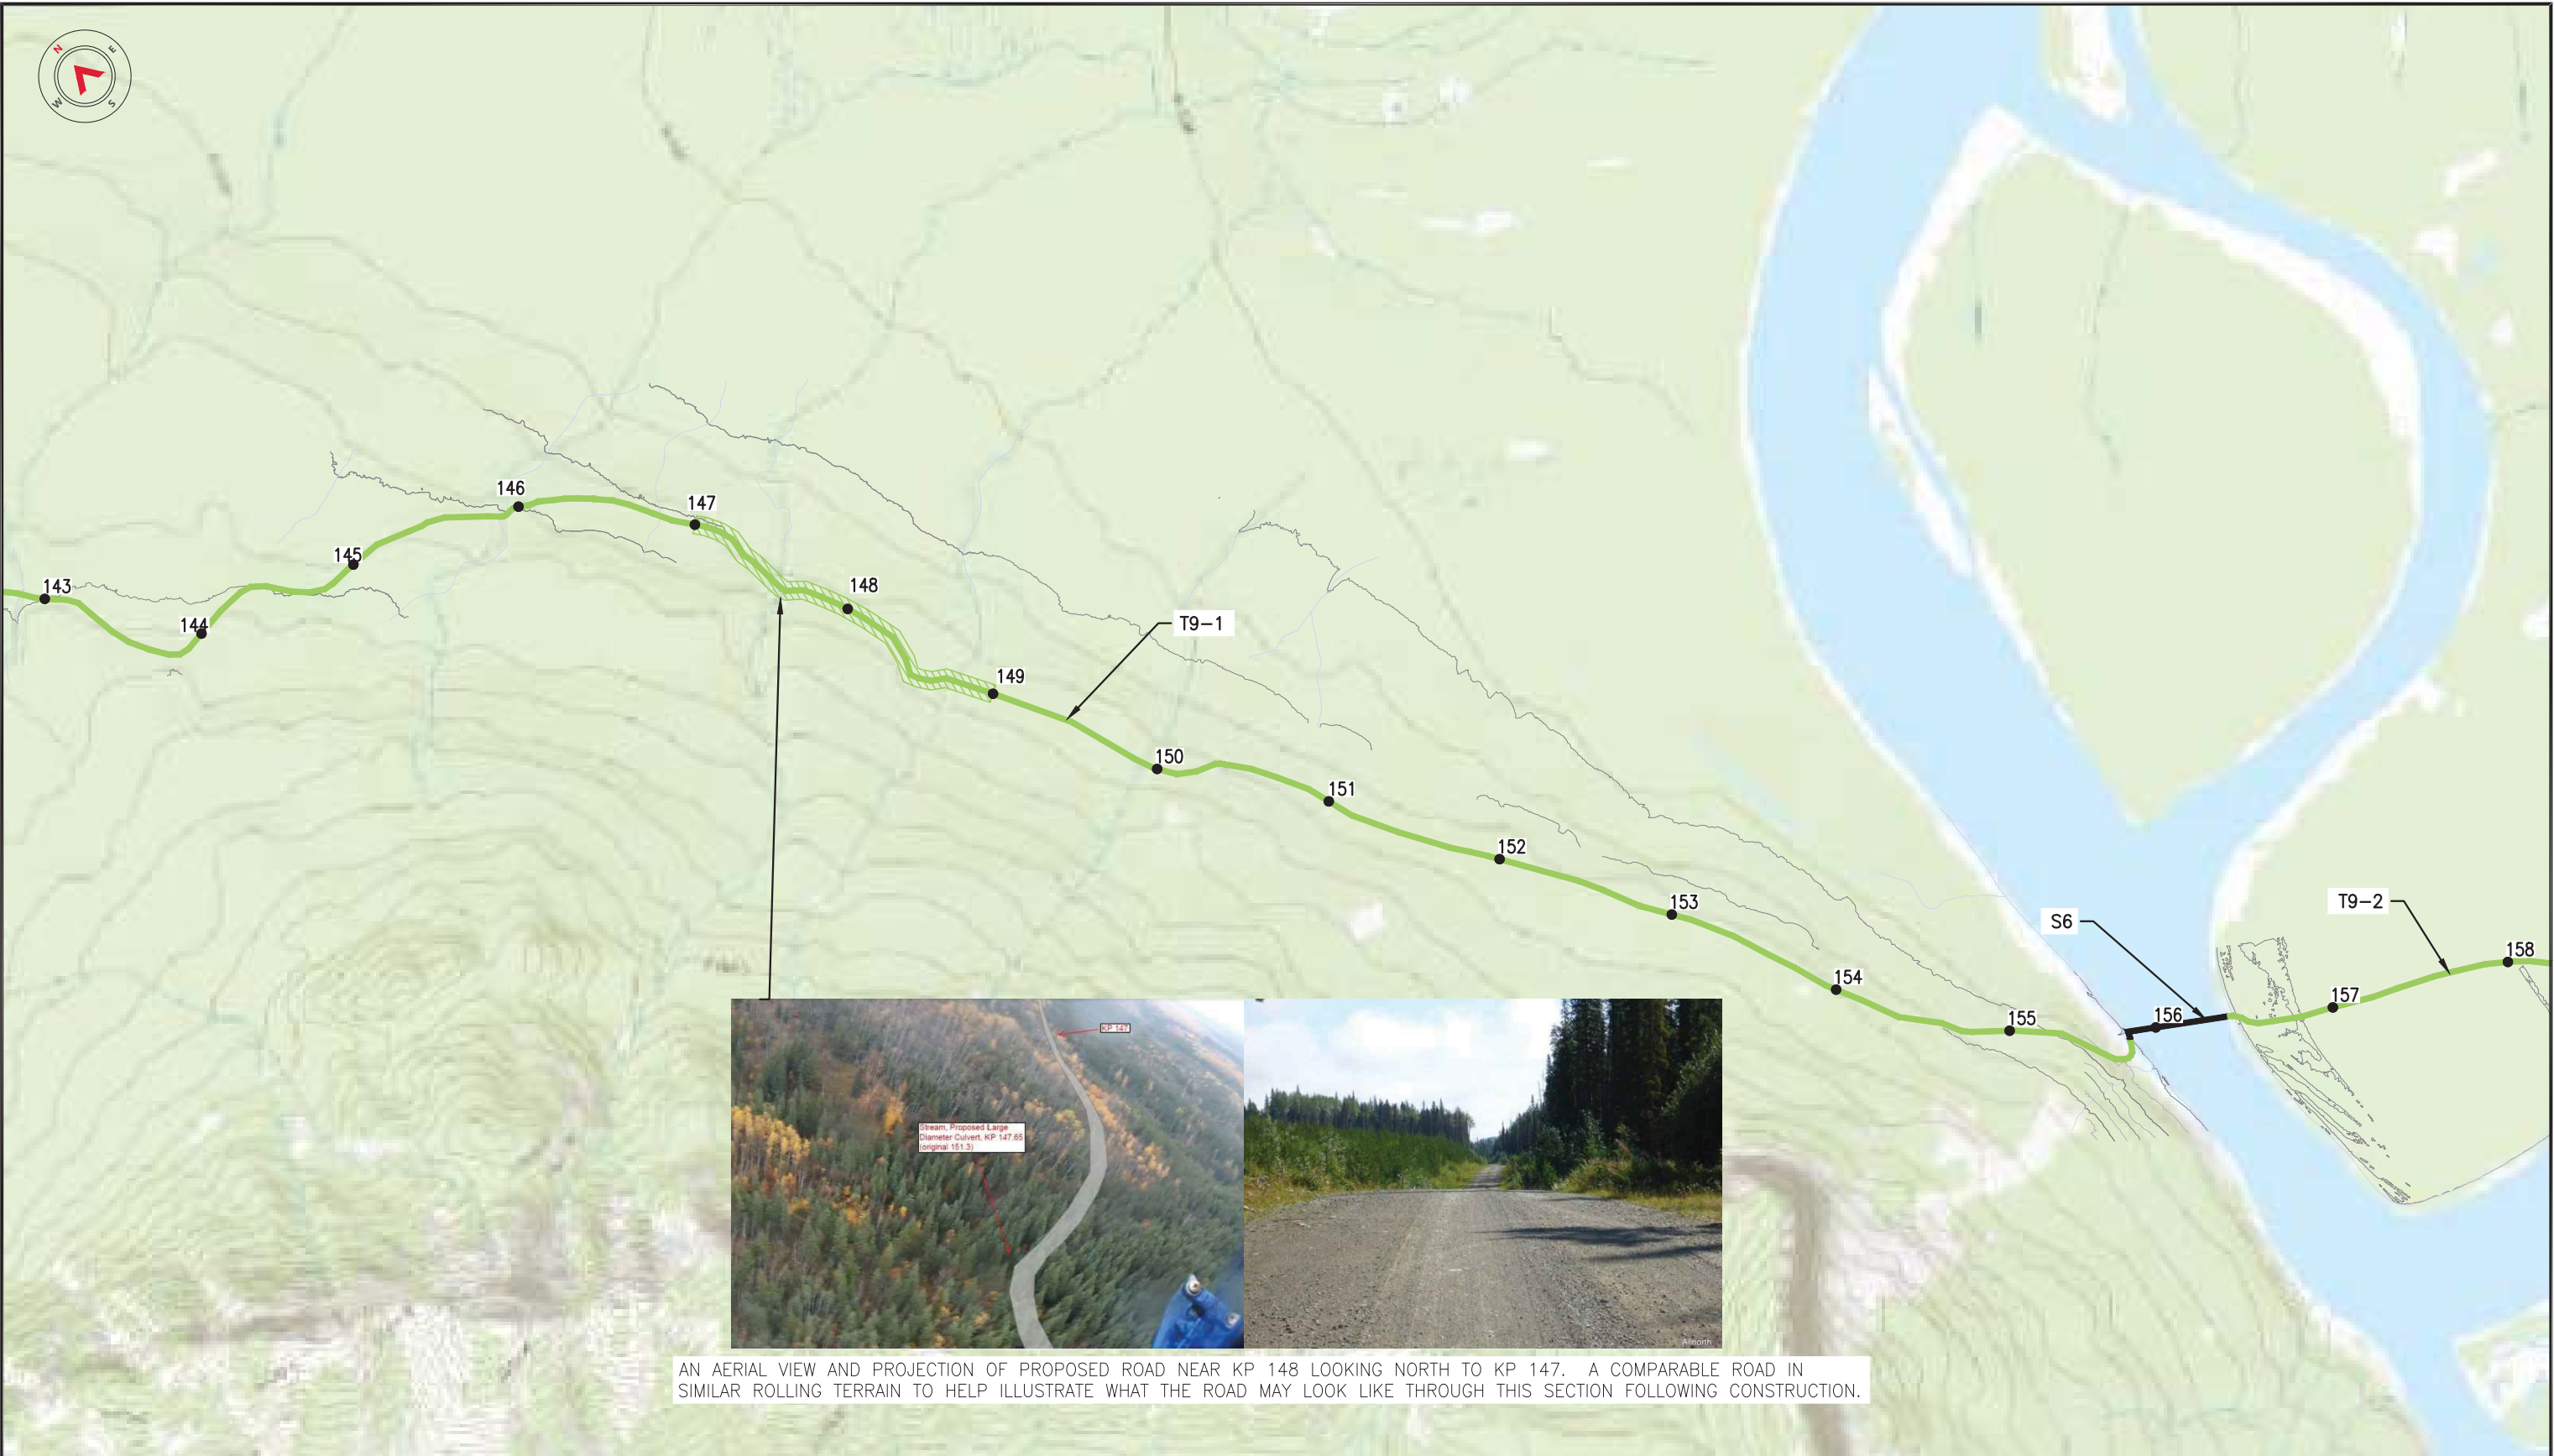 N
E
W
S
143
144
145
146
147
148
149
T9-1
150
151
152
153
154
155
S6
156
T9-2
157
158
KP 147
Stream, Proposed Large
Diameter Culvert, KP 147.65
(original 151.3)
Allnorth
AN AERIAL VIEW AND PROJECTION OF PROPOSED ROAD NEAR KP 148 LOOKING NORTH TO KP 147. A COMPARABLE ROAD IN
SIMILAR ROLLING TERRAIN TO HELP ILLUSTRATE WHAT THE ROAD MAY LOOK LIKE THROUGH THIS SECTION FOLLOWING CONSTRUCTION.